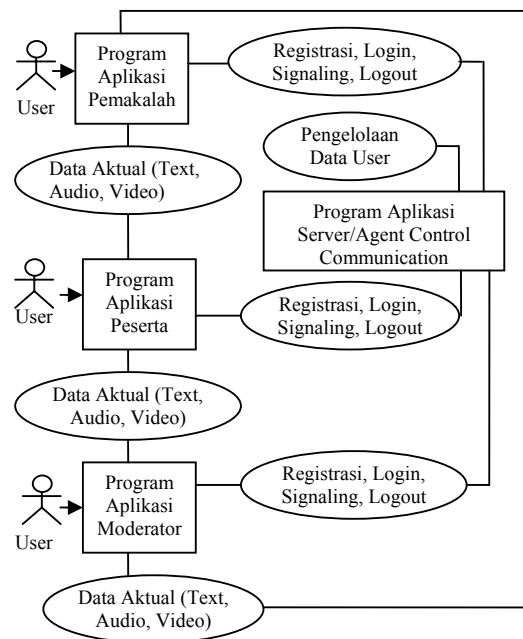 Program
Aplikasi
Pemakalah
Registrasi, Login,
Signaling, Logout
User
Pengelolaan
Data User
Data Aktual (Text,
Audio, Video)
Program Aplikasi
Server/Agent Control
Communication
Program
Aplikasi
Peserta
User
Registrasi, Login,
Signaling, Logout
Data Aktual (Text,
Audio, Video)
Program
Aplikasi
Moderator
Registrasi, Login,
Signaling, Logout
User
Data Aktual (Text,
Audio, Video)